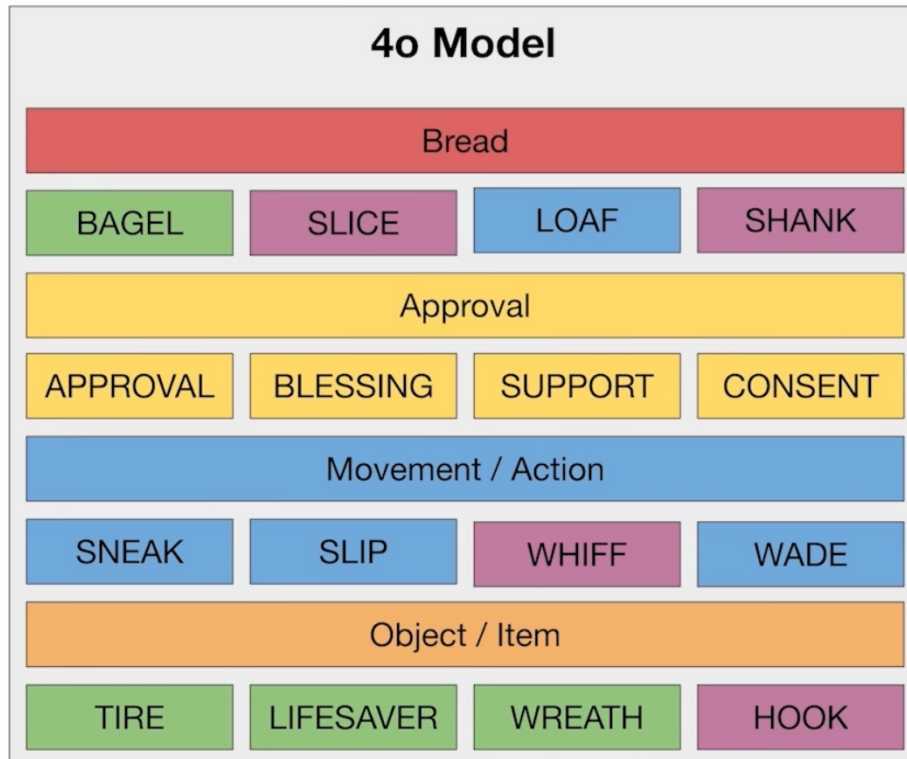 4o Model
Bread
BAGEL SLICE LOAF SHANK
Approval
APPROVAL BLESSING SUPPORT CONSENT
Movement / Action
SNEAK SLIP WHIFF WADE
Object / Item
TIRE LIFESAVER WREATH HOOK